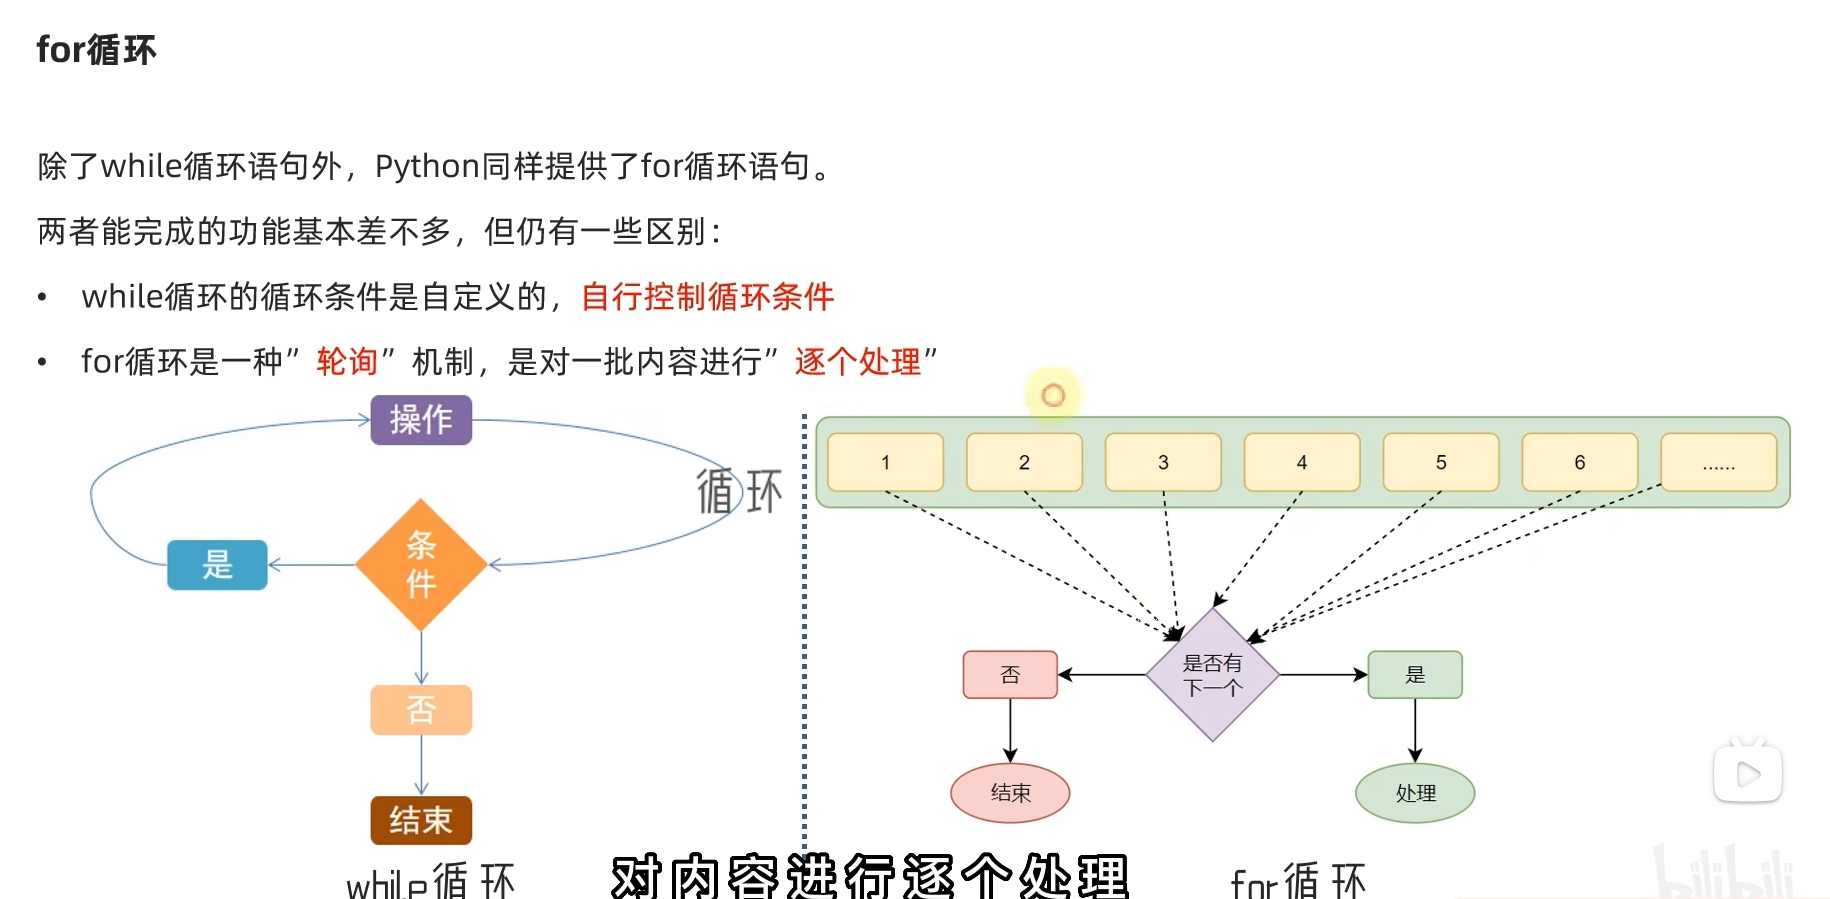 for循环
除了while循环语句外，Python同样提供了for循环语句。
两者能完成的功能基本差不多，但仍有一些区别：
• while循环的循环条件是自定义的，自行控制循环条件
• for循环是一种”轮询”机制，是对一批内容进行”逐个处理”
操作
循环
条
件
是
否
结束
while循环
1 2 3 4 5 6 ......
是否有
下一个
否
是
结束
处理
for循环
对内容进行逐个处理
bilibili